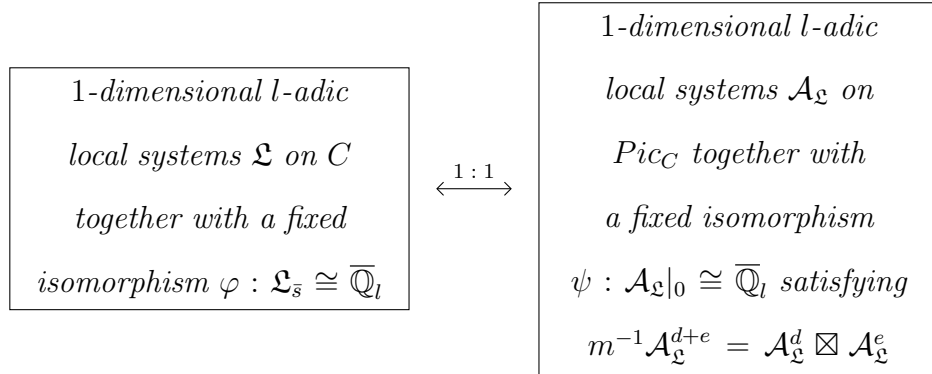 1-dimensional l-adic
local systems 𝔏 on C
together with a fixed
isomorphism φ : 𝔏_s̄ ≅ ℚ̄_l
1 : 1
⟷
1-dimensional l-adic
local systems 𝒜_𝔏 on
Pic_C together with
a fixed isomorphism
ψ : 𝒜_𝔏|_0 ≅ ℚ̄_l satisfying
m^{-1}𝒜_𝔏^{d+e} = 𝒜_𝔏^d ⊠ 𝒜_𝔏^e